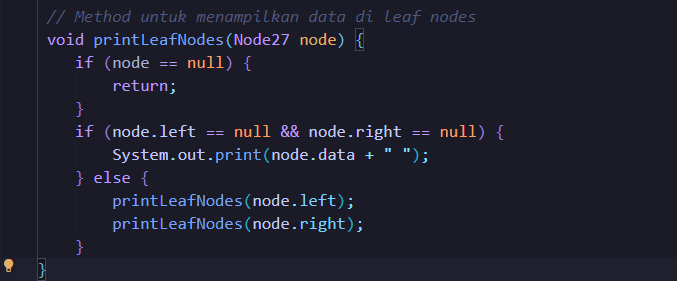 // Method untuk menampilkan data di leaf nodes
void printLeafNodes(Node27 node) {
if (node == null) {
return;
}
if (node.left == null && node.right == null) {
System.out.print(node.data + " ");
} else {
printLeafNodes(node.left);
printLeafNodes(node.right);
}
}